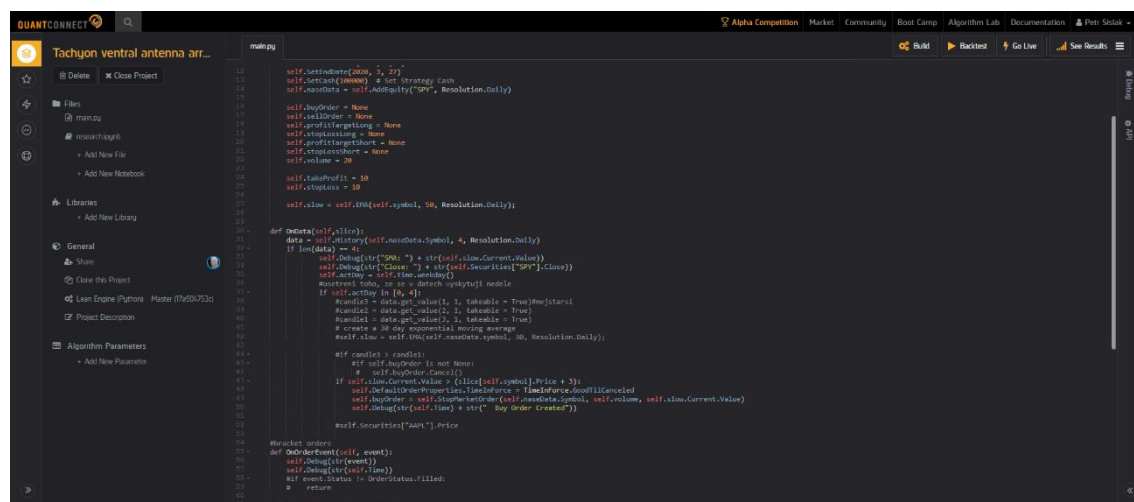 QUANTCONNECT
Alpha Competition Market Community Boot Camp Algorithm Lab Documentation Petr Sislak
Tachyon ventral antenna arr...
main.py
Build Backtest Go Live See Results
Delete Close Project
Files
main.py
research.ipynb
+ Add New File
+ Add New Notebook
Libraries
+ Add New Library
General
Share
Clone this Project
Lean Engine (Python) Master (17a904753c)
Project Description
Algorithm Parameters
+ Add New Parameter
self.SetEndDate(2020, 3, 27)
self.SetCash(100000) # Set Strategy Cash
self.naseData = self.AddEquity("SPY", Resolution.Daily)
self.buyOrder = None
self.sellOrder = None
self.profitTargetLong = None
self.stopLossLong = None
self.profitTargetShort = None
self.stopLossShort = None
self.volume = 20
self.takeProfit = 10
self.stopLoss = 10
self.slow = self.EMA(self.symbol, 50, Resolution.Daily);
def OnData(self,slice):
data = self.History(self.naseData.Symbol, 4, Resolution.Daily)
if len(data) == 4:
self.Debug(str("SMA: ") + str(self.slow.Current.Value))
self.Debug(str("Close: ") + str(self.Securities["SPY"].Close))
self.actDay = self.Time.weekday()
#osetreni toho, ze se v datech vyskytuji nedele
if self.actDay in [0, 4]:
#candle3 = data.get_value(1, 1, takeable = True)#nejstarsi
#candle2 = data.get_value(2, 1, takeable = True)
#candle1 = data.get_value(3, 1, takeable = True)
# create a 30 day exponential moving average
#self.slow = self.EMA(self.naseData.symbol, 30, Resolution.Daily);
#if candle3 > candle1:
#if self.buyOrder is not None:
# self.buyOrder.Cancel()
if self.slow.Current.Value > (slice[self.symbol].Price + 3):
self.DefaultOrderProperties.TimeInForce = TimeInForce.GoodTilCanceled
self.buyOrder = self.StopMarketOrder(self.naseData.Symbol, self.volume, self.slow.Current.Value)
self.Debug(str(self.Time) + str(" Buy Order Created"))
#self.Securities["AAPL"].Price
#bracket orders
def OnOrderEvent(self, event):
self.Debug(str(event))
self.Debug(str(self.Time))
#if event.Status != OrderStatus.Filled:
# return
Debug
API